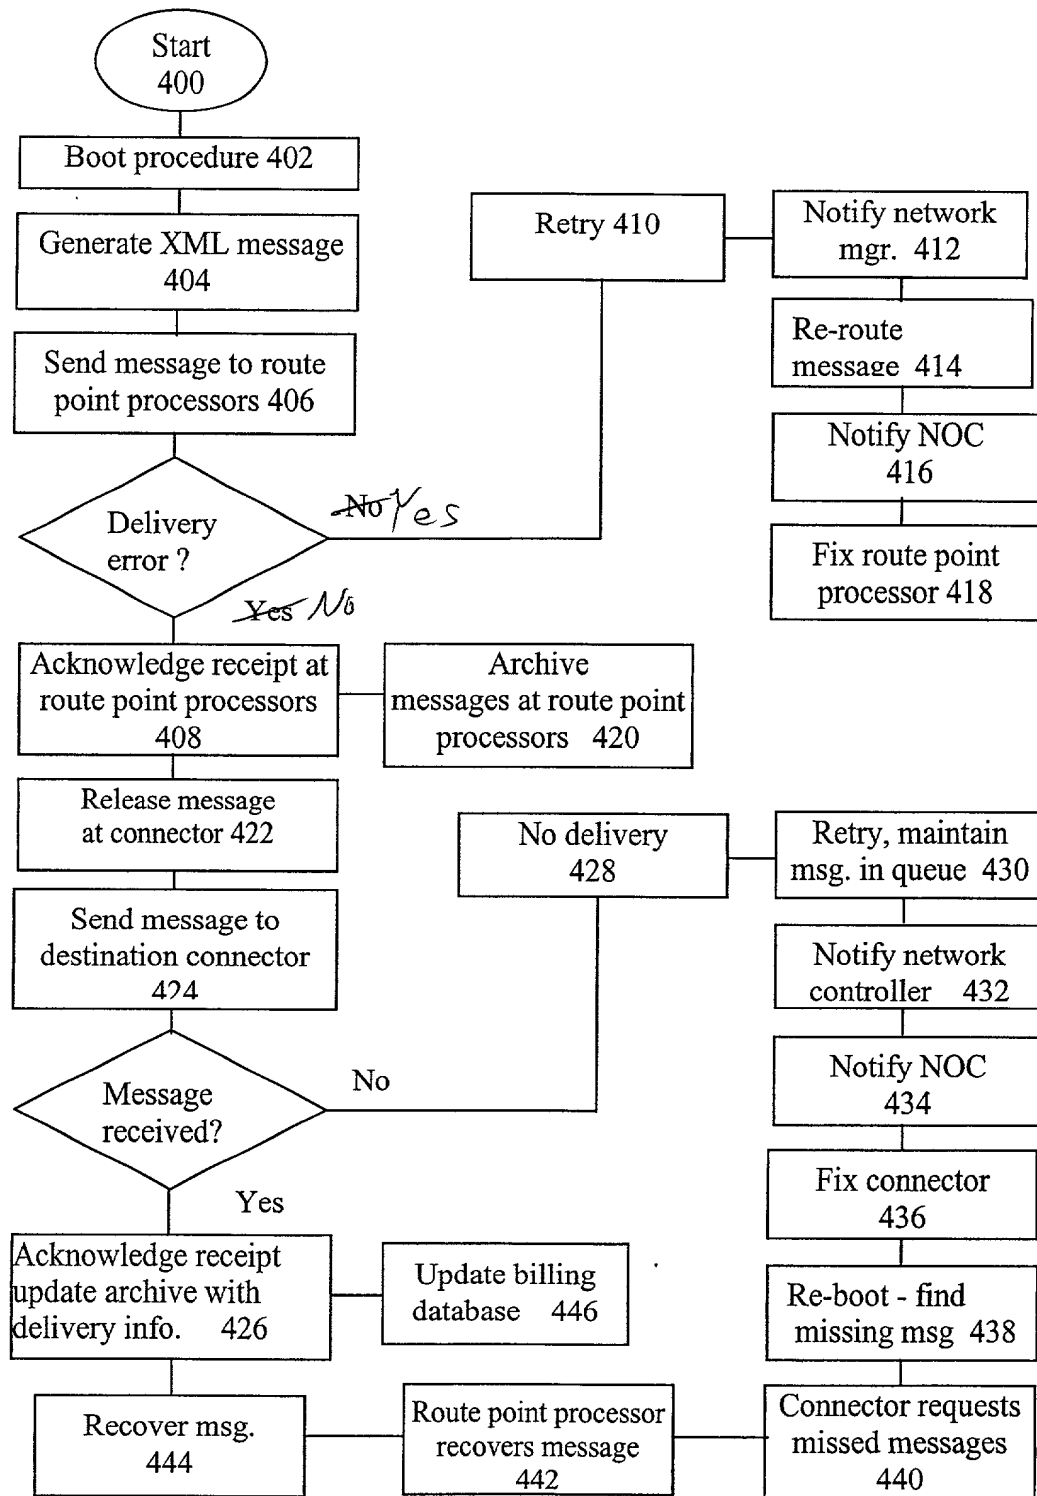 Start
400
Boot procedure 402
Generate XML message
404
Send message to route
point processors 406
Delivery
error ?
No Yes
Yes No
Retry 410
Notify network
mgr. 412
Re-route
message 414
Notify NOC
416
Fix route point
processor 418
Acknowledge receipt at
route point processors
408
Archive
messages at route point
processors 420
Release message
at connector 422
Send message to
destination connector
424
Message
received?
No
Yes
No delivery
428
Retry, maintain
msg. in queue 430
Notify network
controller 432
Notify NOC
434
Fix connector
436
Re-boot - find
missing msg 438
Connector requests
missed messages
440
Route point processor
recovers message
442
Recover msg.
444
Acknowledge receipt
update archive with
delivery info. 426
Update billing
database 446